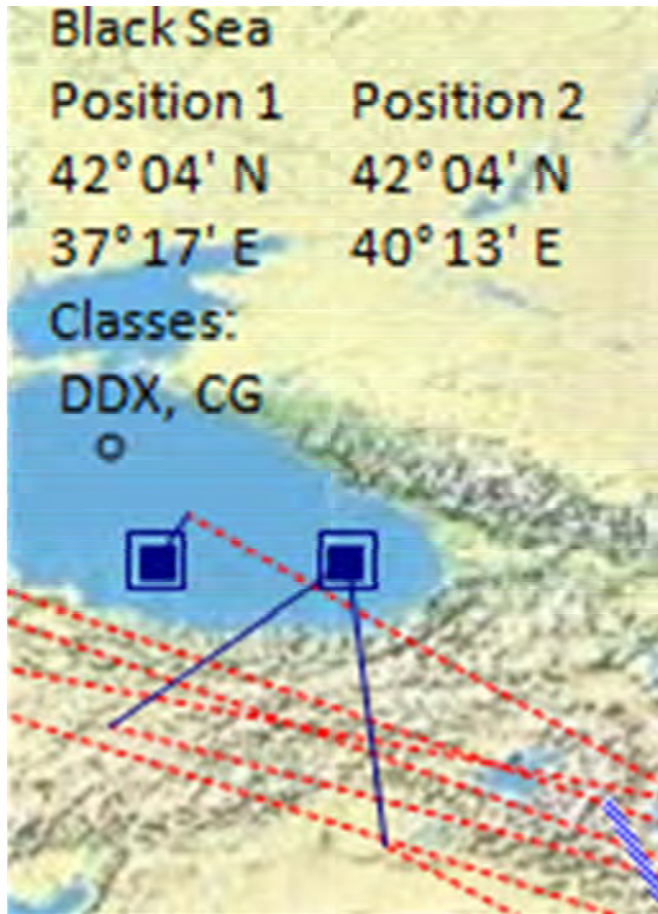 Black Sea
Position 1 Position 2
42° 04' N 42° 04' N
37° 17' E 40° 13' E
Classes:
DDX, CG